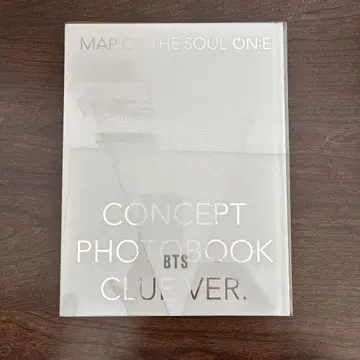 MAP OF THE SOUL ON:E
CONCEPT
PHOTOBOOK
BTS
CLUE VER.